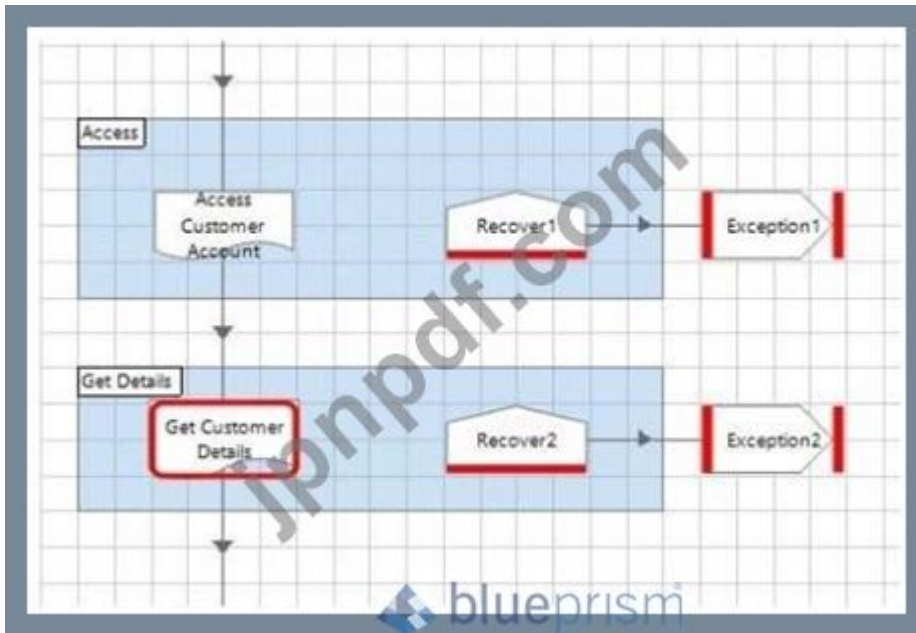 Access
Access
Customer
Account
Recover1
Exception1
Get Details
Get Customer
Details
Recover2
Exception2
jpnpdf.com
blueprism